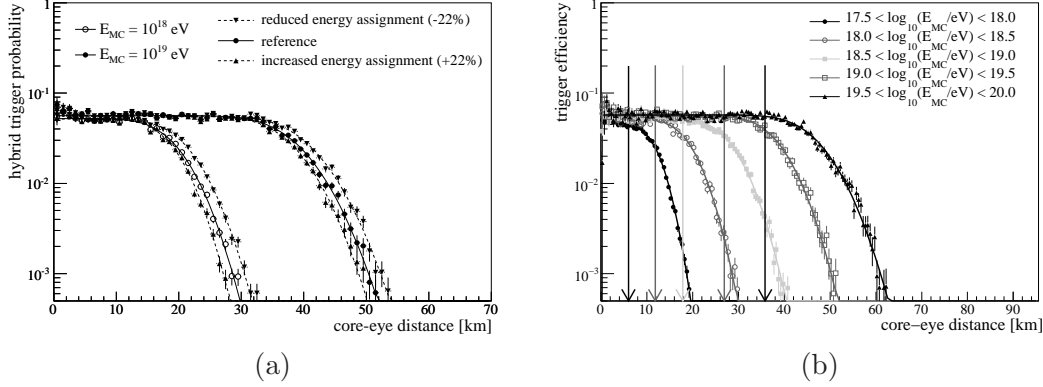 hybrid trigger probability
1
10⁻¹
10⁻²
10⁻³
E_MC = 10¹⁸ eV
E_MC = 10¹⁹ eV
reduced energy assignment (-22%)
reference
increased energy assignment (+22%)
0 10 20 30 40 50 60 70
core-eye distance [km]
(a)
trigger efficiency
1
10⁻¹
10⁻²
10⁻³
17.5 < log₁₀(E_MC/eV) < 18.0
18.0 < log₁₀(E_MC/eV) < 18.5
18.5 < log₁₀(E_MC/eV) < 19.0
19.0 < log₁₀(E_MC/eV) < 19.5
19.5 < log₁₀(E_MC/eV) < 20.0
0 10 20 30 40 50 60 70 80 90
core−eye distance [km]
(b)